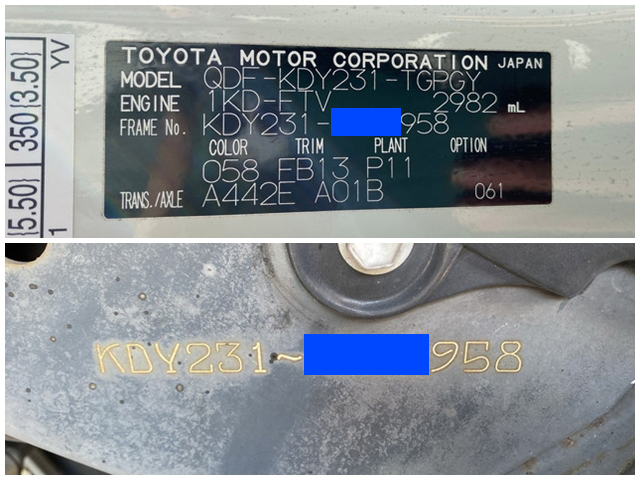 TOYOTA MOTOR CORPORATION JAPAN
MODEL QDF-KDY231-TGPGY
ENGINE 1KD-FTV 2982 mL
FRAME No. KDY231- 958
COLOR TRIM PLANT OPTION
058 FB13 P11
TRANS./AXLE A442E A01B 061
5.50} 350{3.50}
1 YV
KDY231~ 958